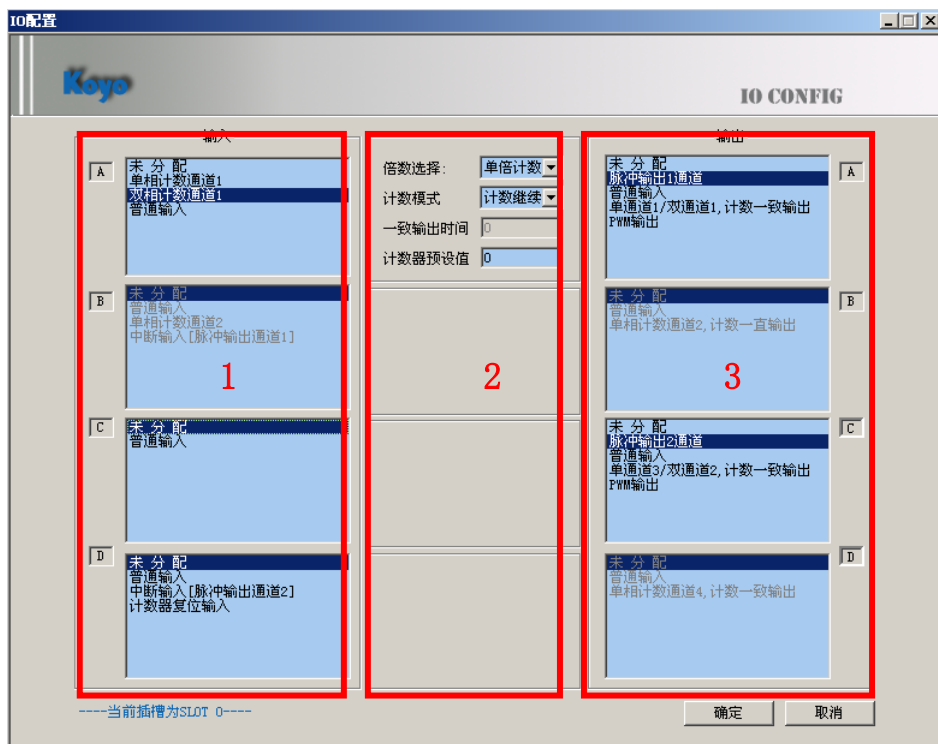 IO配置
Koyo
IO CONFIG
输入
A
未 分 配
单相计数通道1
双相计数通道1
普通输入
B
未 分 配
普通输入
单相计数通道2
中断输入[脉冲输出通道1]
1
C
未 分 配
普通输入
D
未 分 配
普通输入
中断输入[脉冲输出通道2]
计数器复位输入
倍数选择: 单倍计数
计数模式 计数继续
一致输出时间 0
计数器预设值 0
2
输出
A
未 分 配
脉冲输出1通道
普通输入
单通道1/双通道1,计数一致输出
PWM输出
B
未 分 配
普通输入
单相计数通道2,计数一直输出
3
C
未 分 配
脉冲输出2通道
普通输入
单通道3/双通道2,计数一致输出
PWM输出
D
未 分 配
普通输入
单相计数通道4,计数一致输出
----当前插槽为SLOT 0----
确定
取消